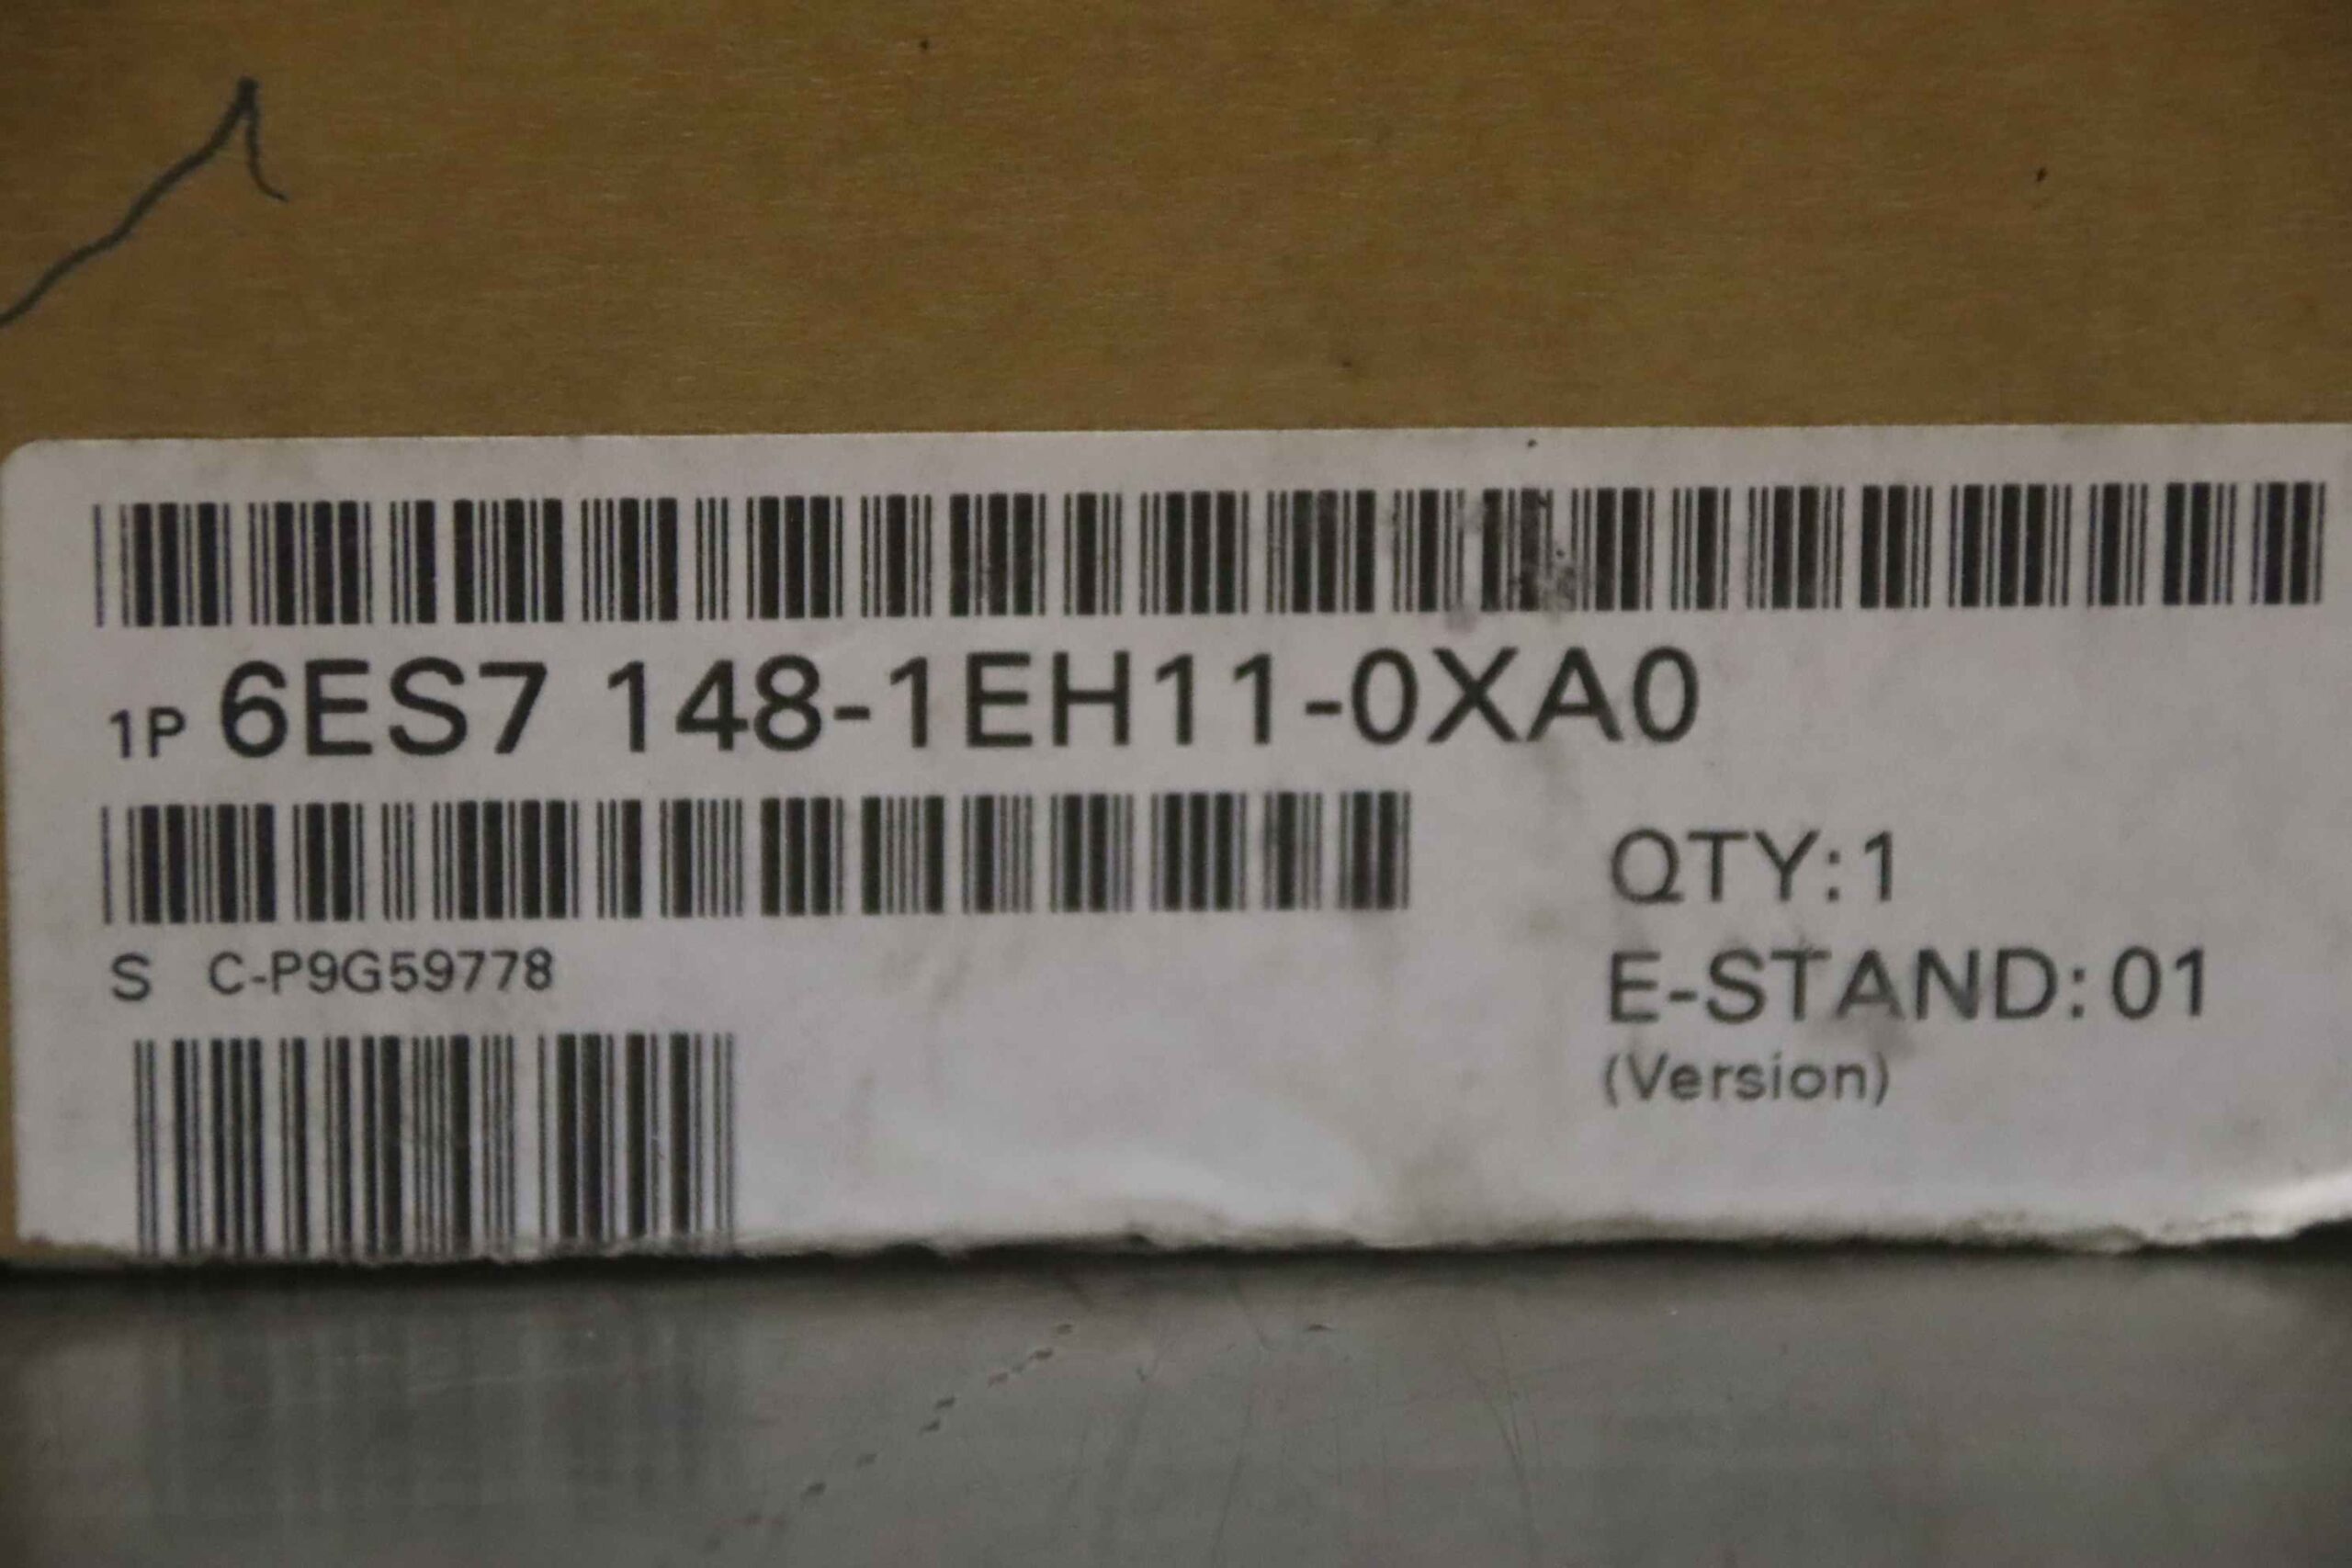 1P 6ES7 148-1EH11-0XA0
QTY:1
S C-P9G59778
E-STAND:01
(Version)